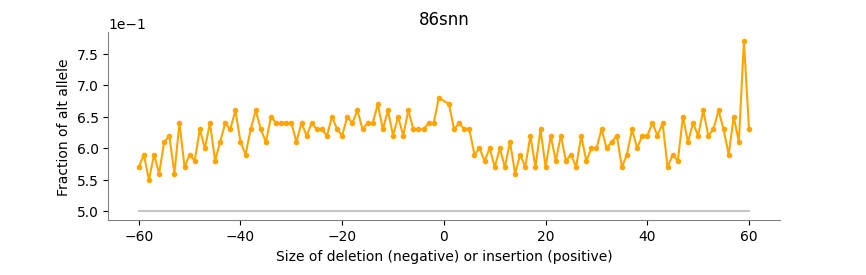 86snn
1e−1
7.5
7.0
6.5
6.0
5.5
5.0
Fraction of alt allele
−60 −40 −20 0 20 40 60
Size of deletion (negative) or insertion (positive)